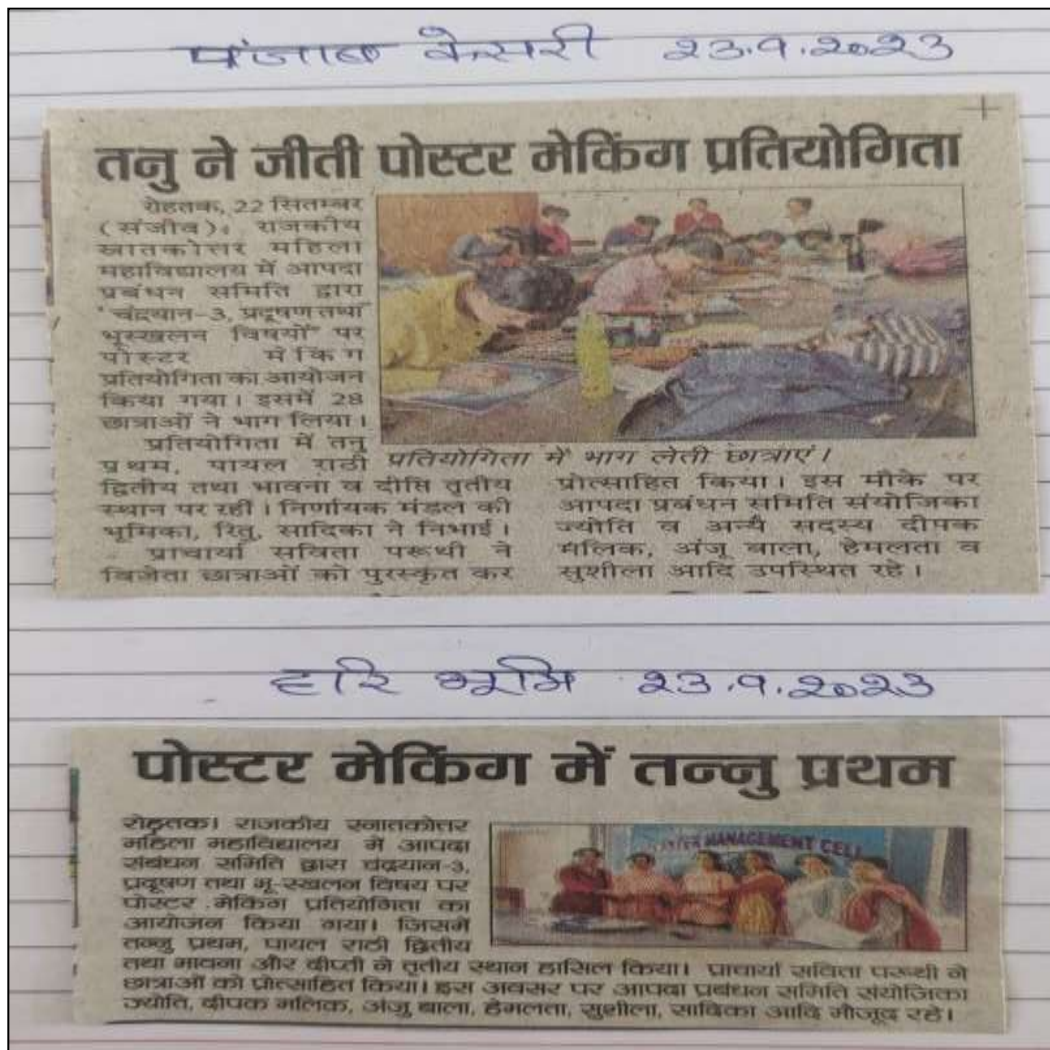 पंजाब केसरी 23.9.2023
तनु ने जीती पोस्टर मेकिंग प्रतियोगिता
रोहतक, 22 सितम्बर
(संजीव): राजकीय
स्नातकोत्तर महिला
महाविद्यालय में आपदा
प्रबंधन समिति द्वारा
'चंद्रयान-3, प्रदूषण तथा
भूस्खलन विषयों' पर
पोस्टर मेकिंग
प्रतियोगिता का आयोजन
किया गया। इसमें 28
छात्राओं ने भाग लिया।
प्रतियोगिता में तनु
प्रथम, पायल राठी
द्वितीय तथा भावना व दीप्ति तृतीय
स्थान पर रहीं। निर्णायक मंडल की
भूमिका, रितु, सादिका ने निभाई।
प्राचार्या सविता परूथी ने
विजेता छात्राओं को पुरस्कृत कर
प्रतियोगिता में भाग लेती छात्राएं।
प्रोत्साहित किया। इस मौके पर
आपदा प्रबंधन समिति संयोजिका
ज्योति व अन्य सदस्य दीपक
मलिक, अंजू बाला, हेमलता व
सुशीला आदि उपस्थित रहे।
हरि भूमि 23.9.2023
पोस्टर मेकिंग में तन्नु प्रथम
रोहतक। राजकीय स्नातकोत्तर
महिला महाविद्यालय में आपदा
संबंधन समिति द्वारा चंद्रयान-3,
प्रदूषण तथा भू-स्खलन विषय पर
पोस्टर मेकिंग प्रतियोगिता का
आयोजन किया गया। जिसमें
तन्नु प्रथम, पायल राठी द्वितीय
MANAGEMENT CELL
तथा भावना और दीप्ती ने तृतीय स्थान हासिल किया। प्राचार्या सविता परूथी ने
छात्राओं को प्रोत्साहित किया। इस अवसर पर आपदा प्रबंधन समिति संयोजिका
ज्योति, दीपक मलिक, अंजु बाला, हेमलता, सुशीला, सादिका आदि मौजूद रहे।